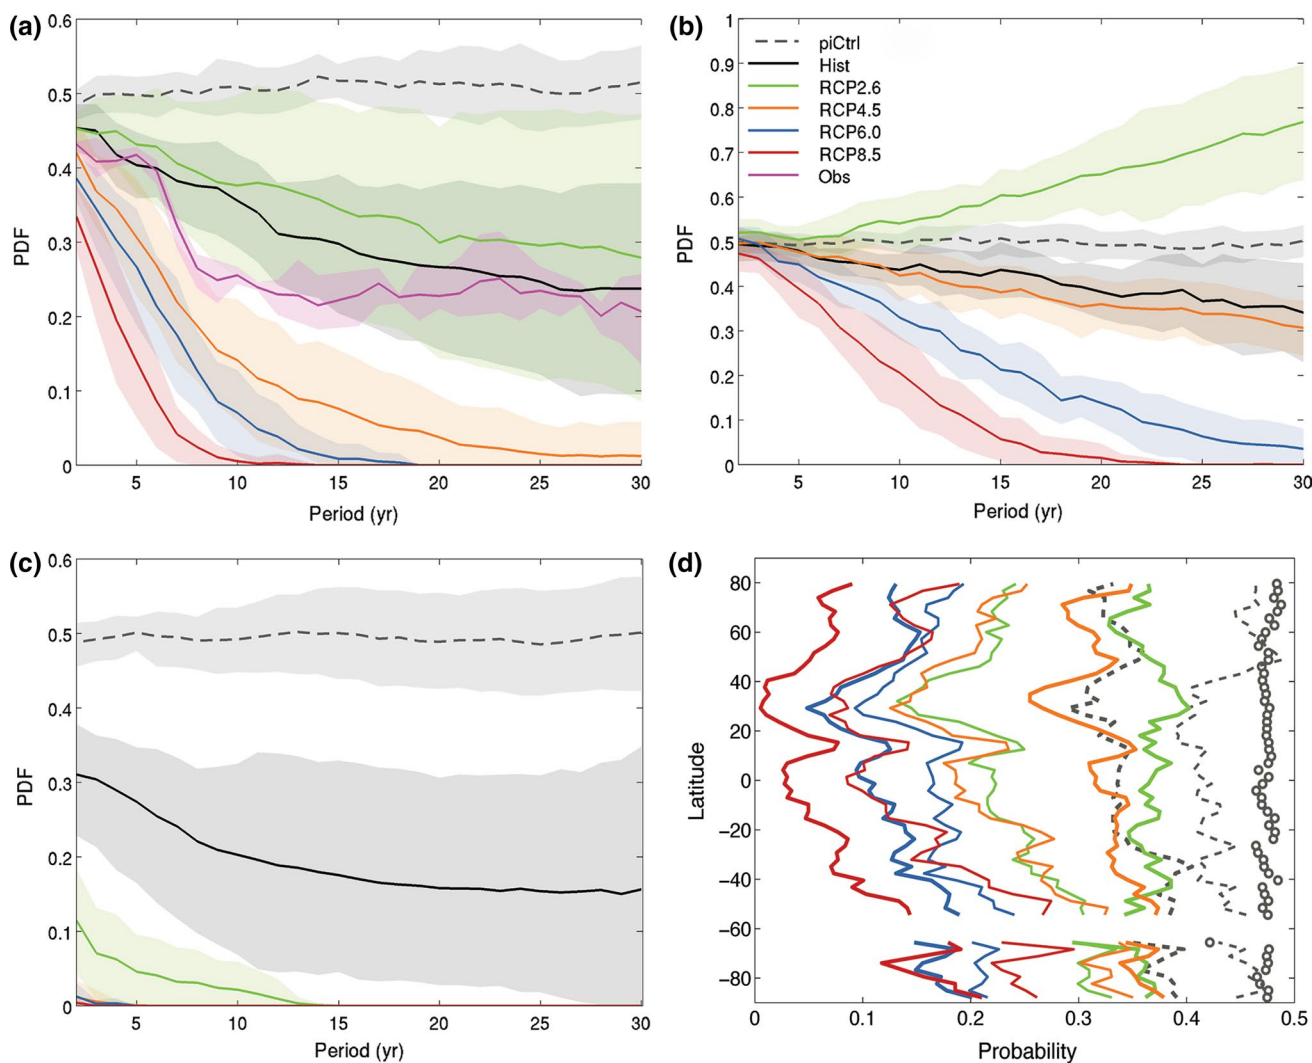 (a)
0.6
0.5
0.4
0.3
0.2
0.1
0
PDF
5 10 15 20 25 30
Period (yr)
(b)
1
0.9
0.8
0.7
0.6
0.5
0.4
0.3
0.2
0.1
0
PDF
piCtrl
Hist
RCP2.6
RCP4.5
RCP6.0
RCP8.5
Obs
5 10 15 20 25 30
Period (yr)
(c)
0.6
0.5
0.4
0.3
0.2
0.1
0
PDF
5 10 15 20 25 30
Period (yr)
(d)
80
60
40
20
0
−20
−40
−60
−80
Latitude
0 0.1 0.2 0.3 0.4 0.5
Probability